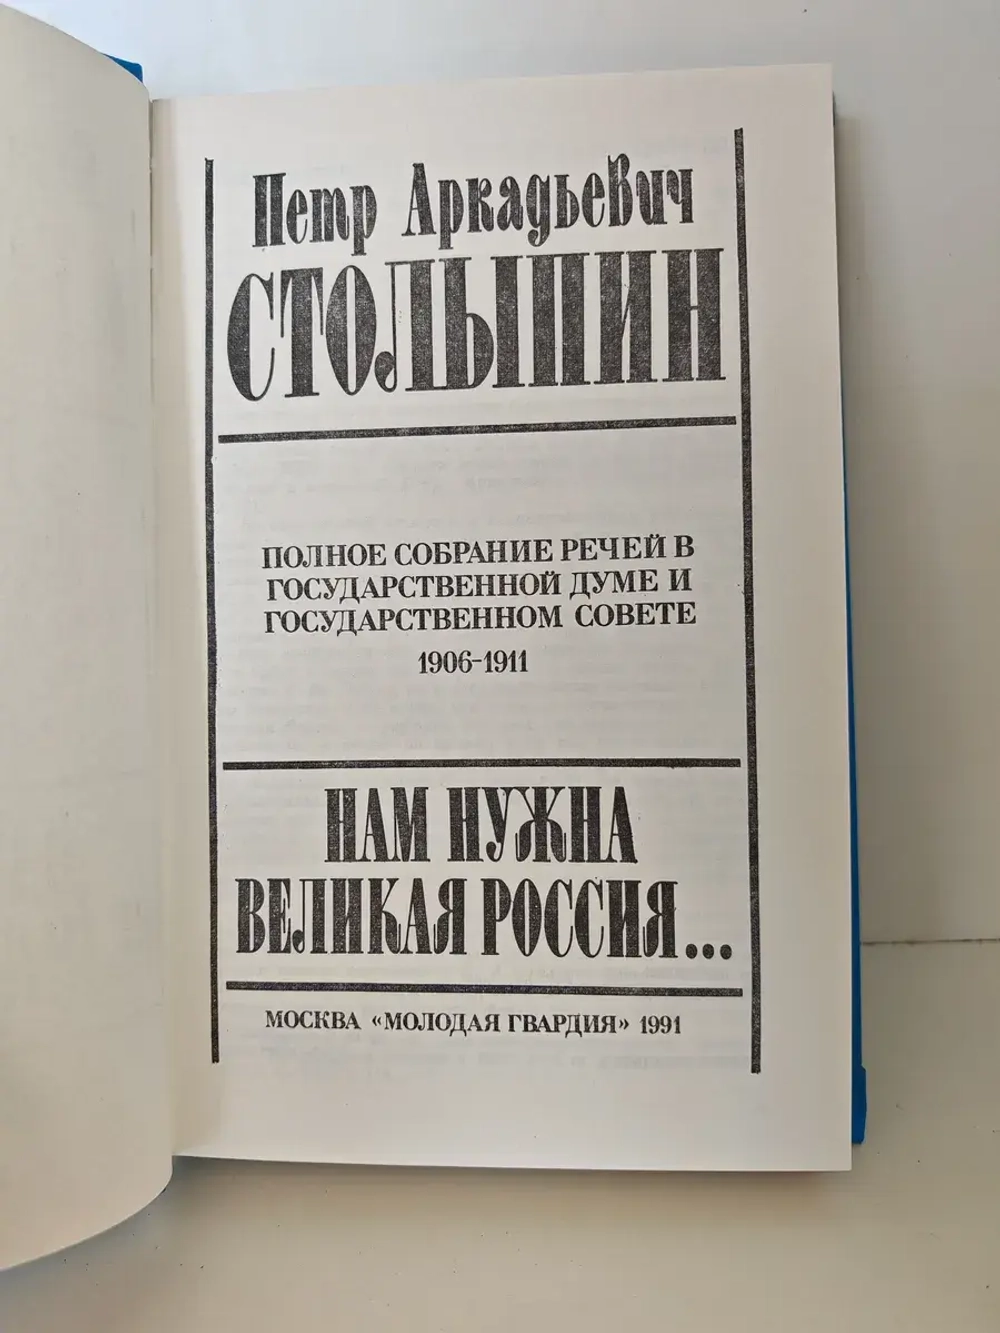 Петр Аркадьевич
СТОЛЫПИН
ПОЛНОЕ СОБРАНИЕ РЕЧЕЙ В
ГОСУДАРСТВЕННОЙ ДУМЕ И
ГОСУДАРСТВЕННОМ СОВЕТЕ
1906-1911
НАМ НУЖНА
ВЕЛИКАЯ РОССИЯ...
МОСКВА «МОЛОДАЯ ГВАРДИЯ» 1991